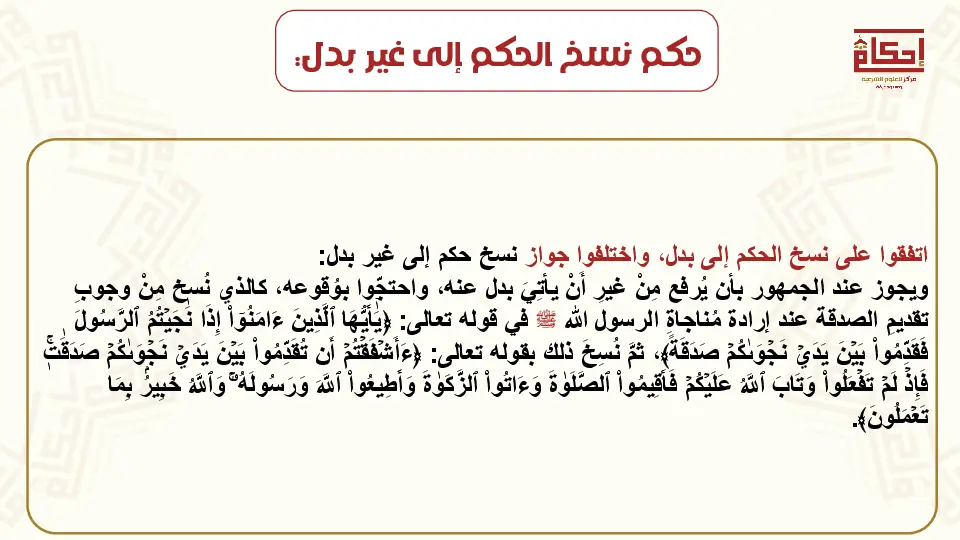 حكم نسخ الحكم إلى غير بدل:
إحكام
مركز للعلوم الشرعية
اتفقوا على نسخ الحكم إلى بدل، واختلفوا جواز نسخ حكم إلى غير بدل:
ويجوز عند الجمهور بأن يُرفع مِنْ غيرِ أَنْ يأتِيَ بدل عنه، واحتجّوا بوُقوعه، كالذي نُسِخ مِنْ وجوبِ
تقديمِ الصدقة عند إرادة مُناجاةِ الرسول الله ﷺ في قوله تعالى: ﴿يَٰٓأَيُّهَا ٱلَّذِينَ ءَامَنُوٓاْ إِذَا نَٰجَيۡتُمُ ٱلرَّسُولَ
فَقَدِّمُواْ بَيۡنَ يَدَيۡ نَجۡوَىٰكُمۡ صَدَقَةٗۚ﴾، ثمَّ نُسِخَ ذلك بقوله تعالى: ﴿ءَأَشۡفَقۡتُمۡ أَن تُقَدِّمُواْ بَيۡنَ يَدَيۡ نَجۡوَىٰكُمۡ صَدَقَٰتٖۚ
فَإِذۡ لَمۡ تَفۡعَلُواْ وَتَابَ ٱللَّهُ عَلَيۡكُمۡ فَأَقِيمُواْ ٱلصَّلَوٰةَ وَءَاتُواْ ٱلزَّكَوٰةَ وَأَطِيعُواْ ٱللَّهَ وَرَسُولَهُۥۚ وَٱللَّهُ خَبِيرُۢ بِمَا
تَعۡمَلُونَ﴾.